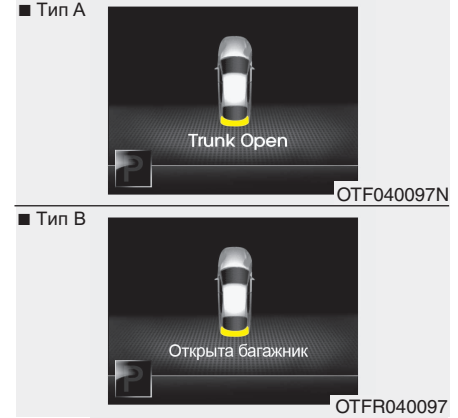 ■ Тип A
Trunk Open
P
OTF040097N
■ Тип B
Открыта багажник
P
OTFR040097